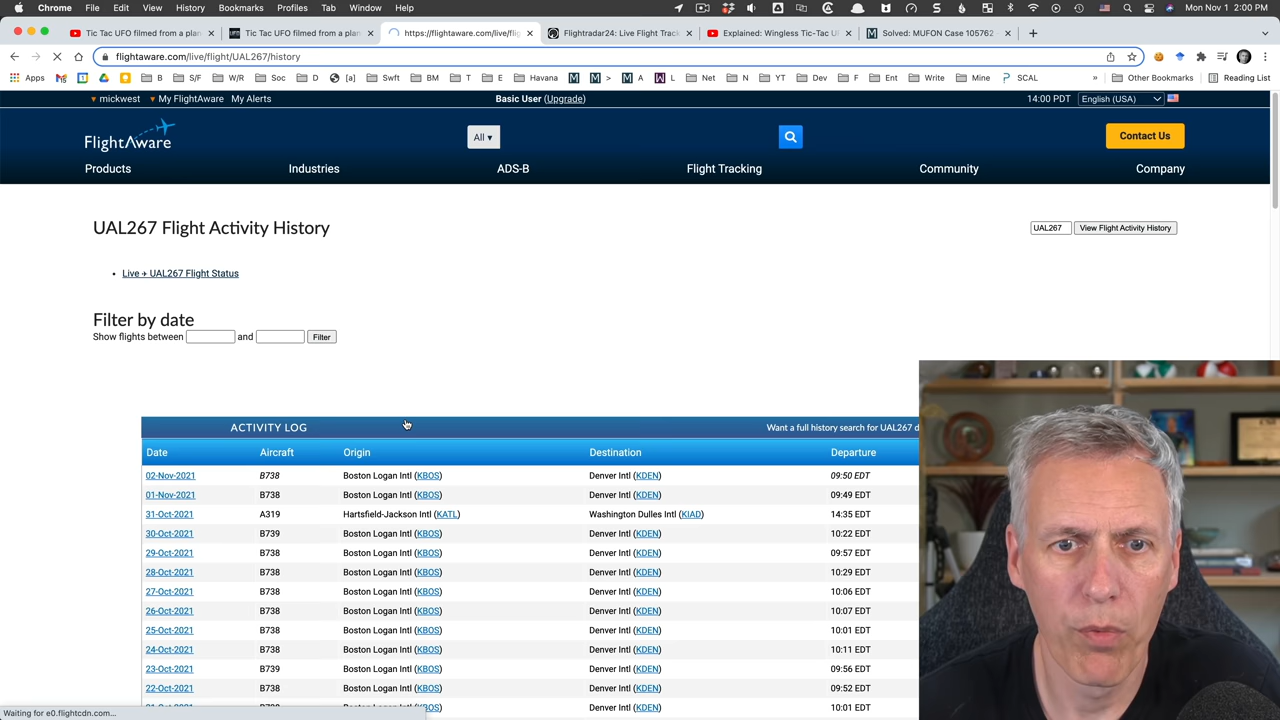 Chrome File Edit View History Bookmarks Profiles Tab Window Help Mon Nov 1 2:00 PM
Tic Tac UFO filmed from a plan × Tic Tac UFO filmed from a plan × https://flightaware.com/live/flig × Flightradar24: Live Flight Track × Explained: Wingless Tic-Tac U × Solved: MUFON Case 105762 - × +
flightaware.com/live/flight/UAL267/history
Apps B S/F W/R Soc D [a] Swft BM T E Havana > A L Net N YT Dev F Ent Write Mine SCAL » Other Bookmarks Reading List
mickwest My FlightAware My Alerts Basic User (Upgrade) 14:00 PDT English (USA)
FlightAware All ▾ Contact Us
Products Industries ADS-B Flight Tracking Community Company
UAL267 Flight Activity History UAL267 View Flight Activity History
• Live ✈ UAL267 Flight Status
Filter by date
Show flights between and Filter
ACTIVITY LOG Want a full history search for UAL267 d
Date Aircraft Origin Destination Departure
02-Nov-2021 B738 Boston Logan Intl (KBOS) Denver Intl (KDEN) 09:50 EDT
01-Nov-2021 B738 Boston Logan Intl (KBOS) Denver Intl (KDEN) 09:49 EDT
31-Oct-2021 A319 Hartsfield-Jackson Intl (KATL) Washington Dulles Intl (KIAD) 14:35 EDT
30-Oct-2021 B739 Boston Logan Intl (KBOS) Denver Intl (KDEN) 10:22 EDT
29-Oct-2021 B738 Boston Logan Intl (KBOS) Denver Intl (KDEN) 09:57 EDT
28-Oct-2021 B738 Boston Logan Intl (KBOS) Denver Intl (KDEN) 10:29 EDT
27-Oct-2021 B738 Boston Logan Intl (KBOS) Denver Intl (KDEN) 10:06 EDT
26-Oct-2021 B738 Boston Logan Intl (KBOS) Denver Intl (KDEN) 10:07 EDT
25-Oct-2021 B738 Boston Logan Intl (KBOS) Denver Intl (KDEN) 10:01 EDT
24-Oct-2021 B738 Boston Logan Intl (KBOS) Denver Intl (KDEN) 10:11 EDT
23-Oct-2021 B739 Boston Logan Intl (KBOS) Denver Intl (KDEN) 09:56 EDT
22-Oct-2021 B738 Boston Logan Intl (KBOS) Denver Intl (KDEN) 09:52 EDT
Boston Logan Intl (KBOS) Denver Intl (KDEN) 10:01 EDT
Waiting for e0.flightcdn.com...